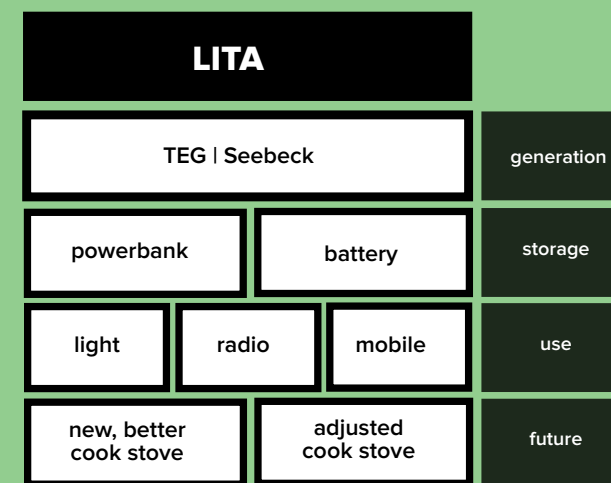 LITA
TEG | Seebeck
generation
powerbank
battery
storage
light
radio
mobile
use
new, better
cook stove
adjusted
cook stove
future